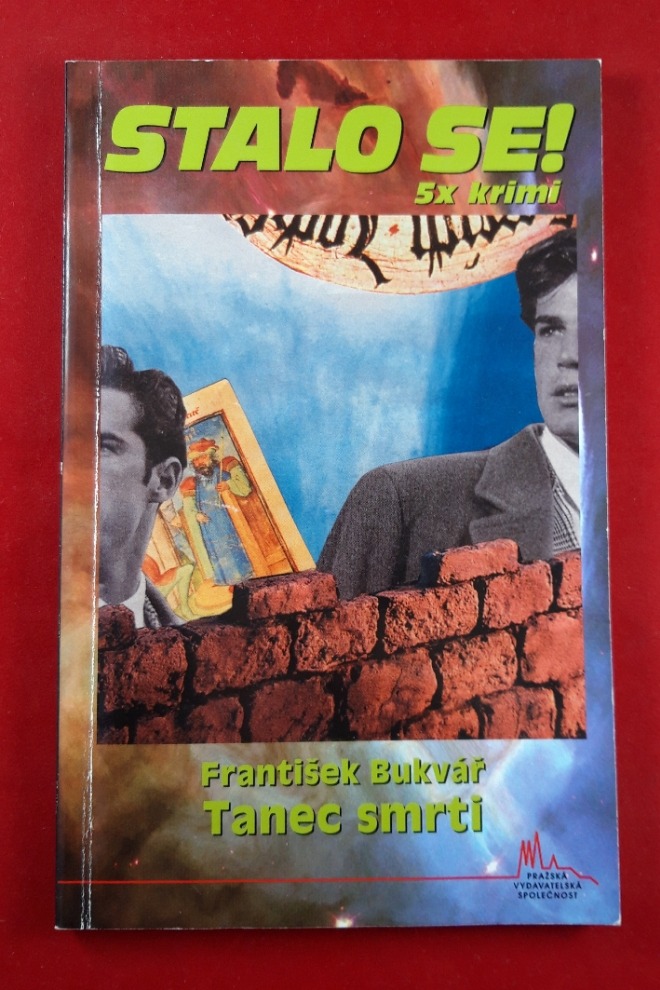 STALO SE!
5x krimi
František Bukvář
Tanec smrti
PRAŽSKÁ
VYDAVATELSKÁ
SPOLEČNOST